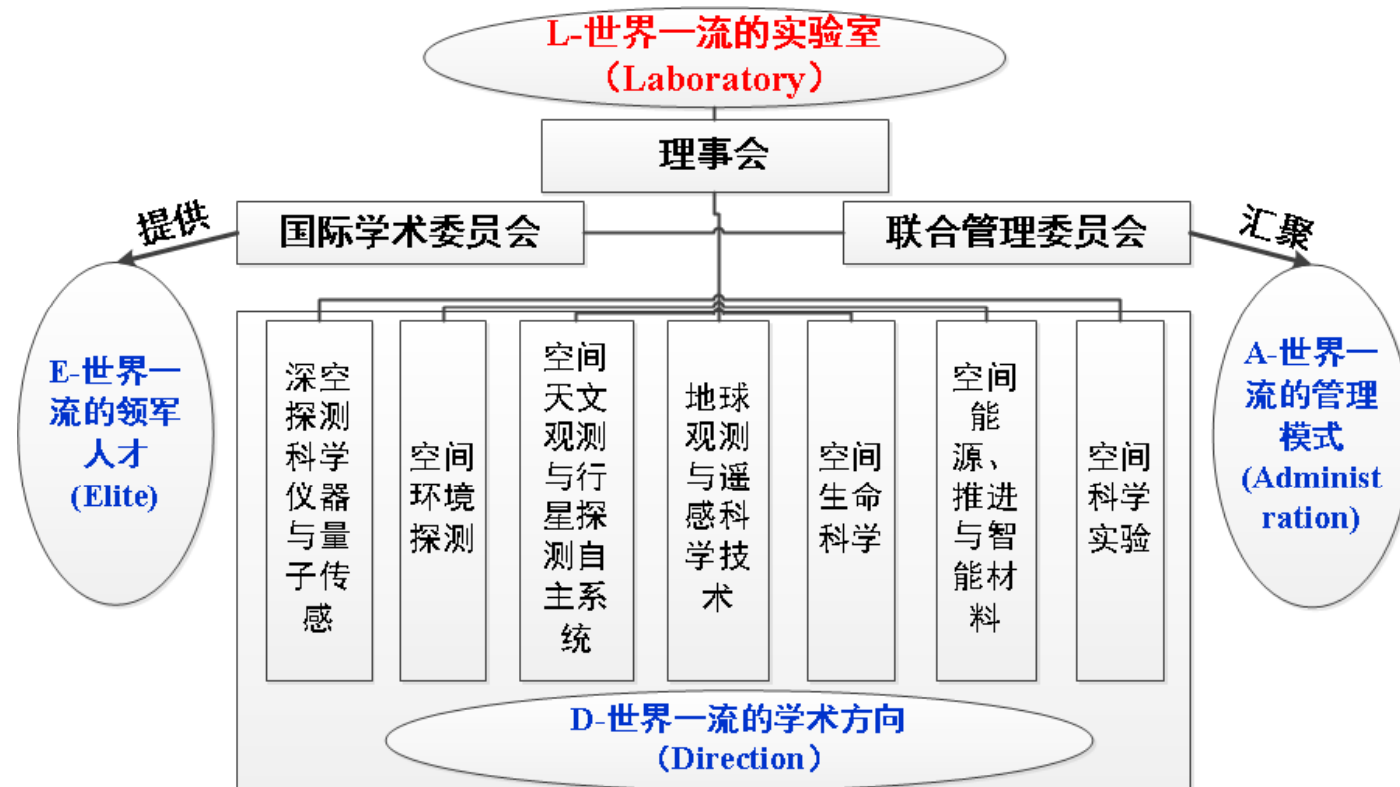 L-世界一流的实验室
（Laboratory）
理事会
提供
国际学术委员会
联合管理委员会
汇聚
E-世界一
流的领军
人才
(Elite)
深空
探测
科学
仪器
与量
子传
感
空间
环境
探测
空间
天文
观测
与行
星探
测自
主系
统
地球
观测
与遥
感科
学技
术
空间
生命
科学
空间
能
源、
推进
与智
能材
料
空间
科学
实验
A-世界一
流的管理
模式
(Administ
ration)
D-世界一流的学术方向
（Direction）